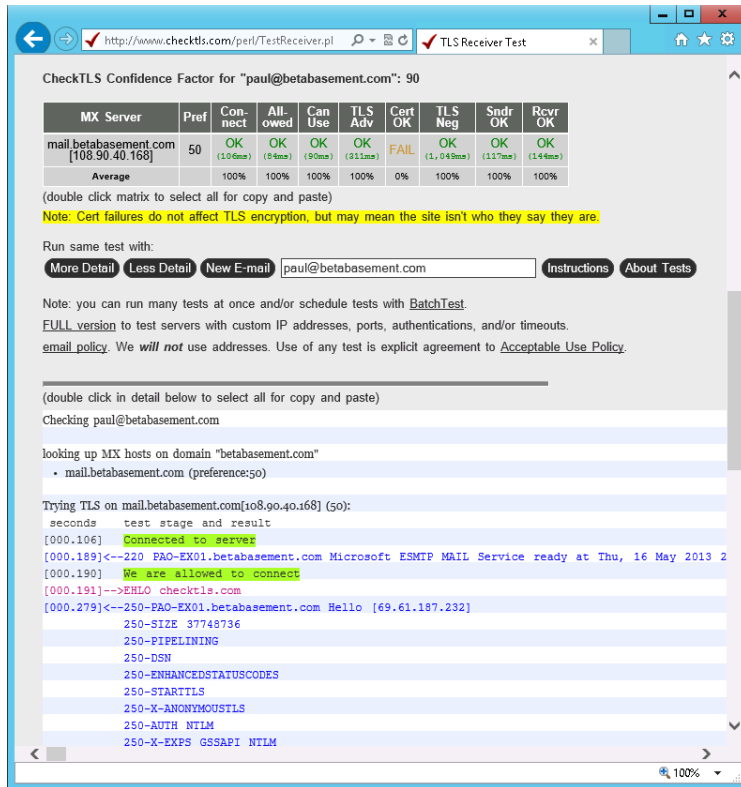 http://www.checktls.com/perl/TestReceiver.pl
TLS Receiver Test
CheckTLS Confidence Factor for "paul@betabasement.com": 90
MX Server Pref Con-nect All-owed Can Use TLS Adv Cert OK TLS Neg Sndr OK Rcvr OK
mail.betabasement.com [108.90.40.168] 50 OK (106ms) OK (84ms) OK (90ms) OK (311ms) FAIL OK (1,049ms) OK (117ms) OK (144ms)
Average 100% 100% 100% 100% 0% 100% 100% 100%
(double click matrix to select all for copy and paste)
Note: Cert failures do not affect TLS encryption, but may mean the site isn't who they say they are.
Run same test with:
More Detail Less Detail New E-mail paul@betabasement.com Instructions About Tests
Note: you can run many tests at once and/or schedule tests with BatchTest.
FULL version to test servers with custom IP addresses, ports, authentications, and/or timeouts.
email policy. We will not use addresses. Use of any test is explicit agreement to Acceptable Use Policy.
(double click in detail below to select all for copy and paste)
Checking paul@betabasement.com
looking up MX hosts on domain "betabasement.com"
• mail.betabasement.com (preference:50)
Trying TLS on mail.betabasement.com[108.90.40.168] (50):
seconds test stage and result
[000.106] Connected to server
[000.189]<--220 PAO-EX01.betabasement.com Microsoft ESMTP MAIL Service ready at Thu, 16 May 2013 2
[000.190] We are allowed to connect
[000.191]-->EHLO checktls.com
[000.279]<--250-PAO-EX01.betabasement.com Hello [69.61.187.232]
250-SIZE 37748736
250-PIPELINING
250-DSN
250-ENHANCEDSTATUSCODES
250-STARTTLS
250-X-ANONYMOUSTLS
250-AUTH NTLM
250-X-EXPS GSSAPI NTLM
100%